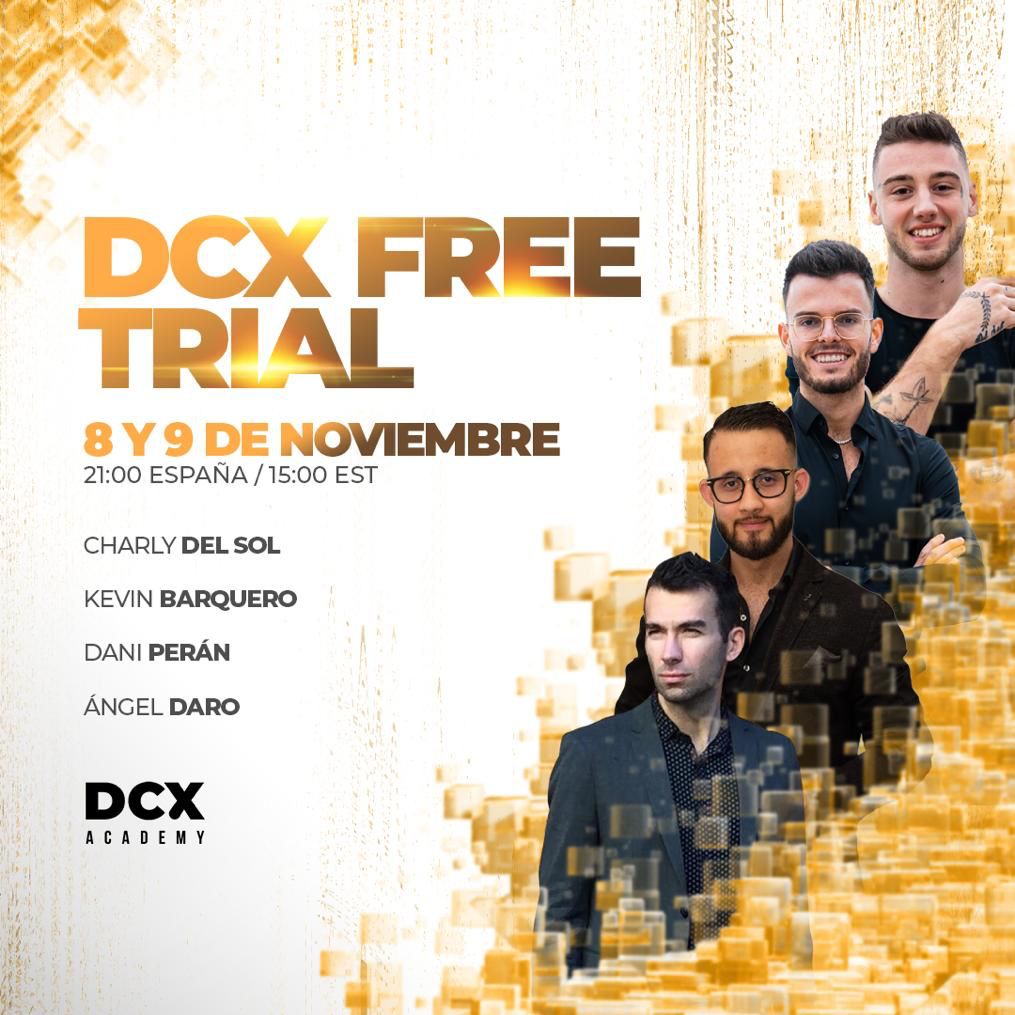 DCX FREE
TRIAL
8 Y 9 DE NOVIEMBRE
21:00 ESPAÑA / 15:00 EST
CHARLY DEL SOL
KEVIN BARQUERO
DANI PERÁN
ÁNGEL DARO
DCX
ACADEMY